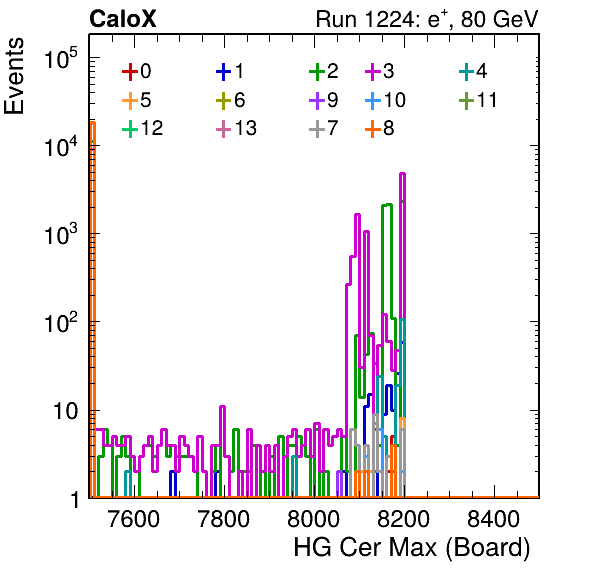 CaloX Run 1224: e⁺, 80 GeV
Events
10⁵
10⁴
10³
10²
10
1
0 1 2 3 4
5 6 9 10 11
12 13 7 8
7600 7800 8000 8200 8400
HG Cer Max (Board)